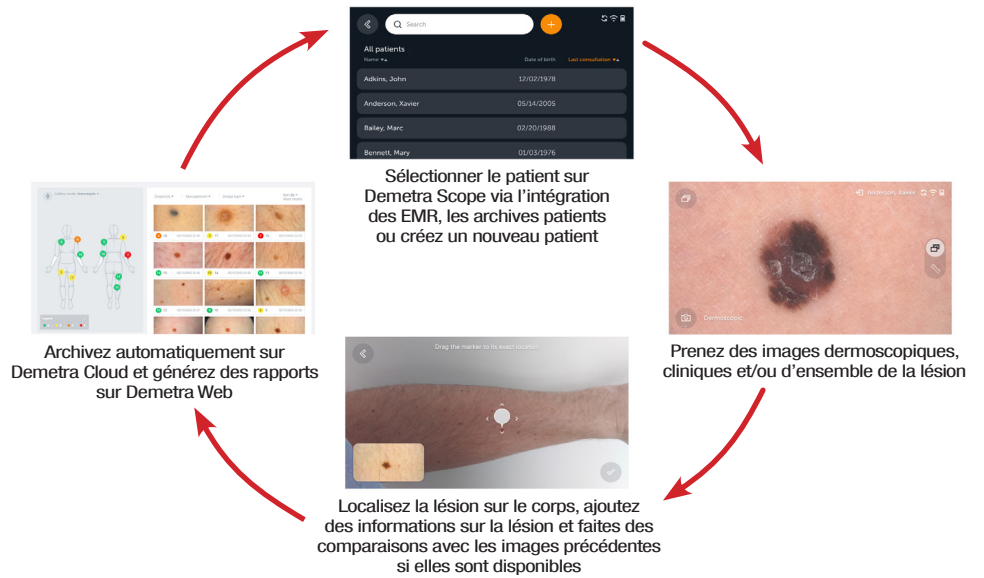 Search
+
All patients
Name
Date of birth
Last consultation
Adkins, John
12/02/1978
Anderson, Xavier
05/14/2005
Bailey, Marc
02/20/1988
Bennett, Mary
01/03/1976
Sélectionner le patient sur
Demetra Scope via l'intégration
des EMR, les archives patients
ou créez un nouveau patient
Anderson, Xavier
Dermoscopic
Prenez des images dermoscopiques,
cliniques et/ou d'ensemble de la lésion
Drag the marker to its exact location
Localisez la lésion sur le corps, ajoutez
des informations sur la lésion et faites des
comparaisons avec les images précédentes
si elles sont disponibles
Archivez automatiquement sur
Demetra Cloud et générez des rapports
sur Demetra Web